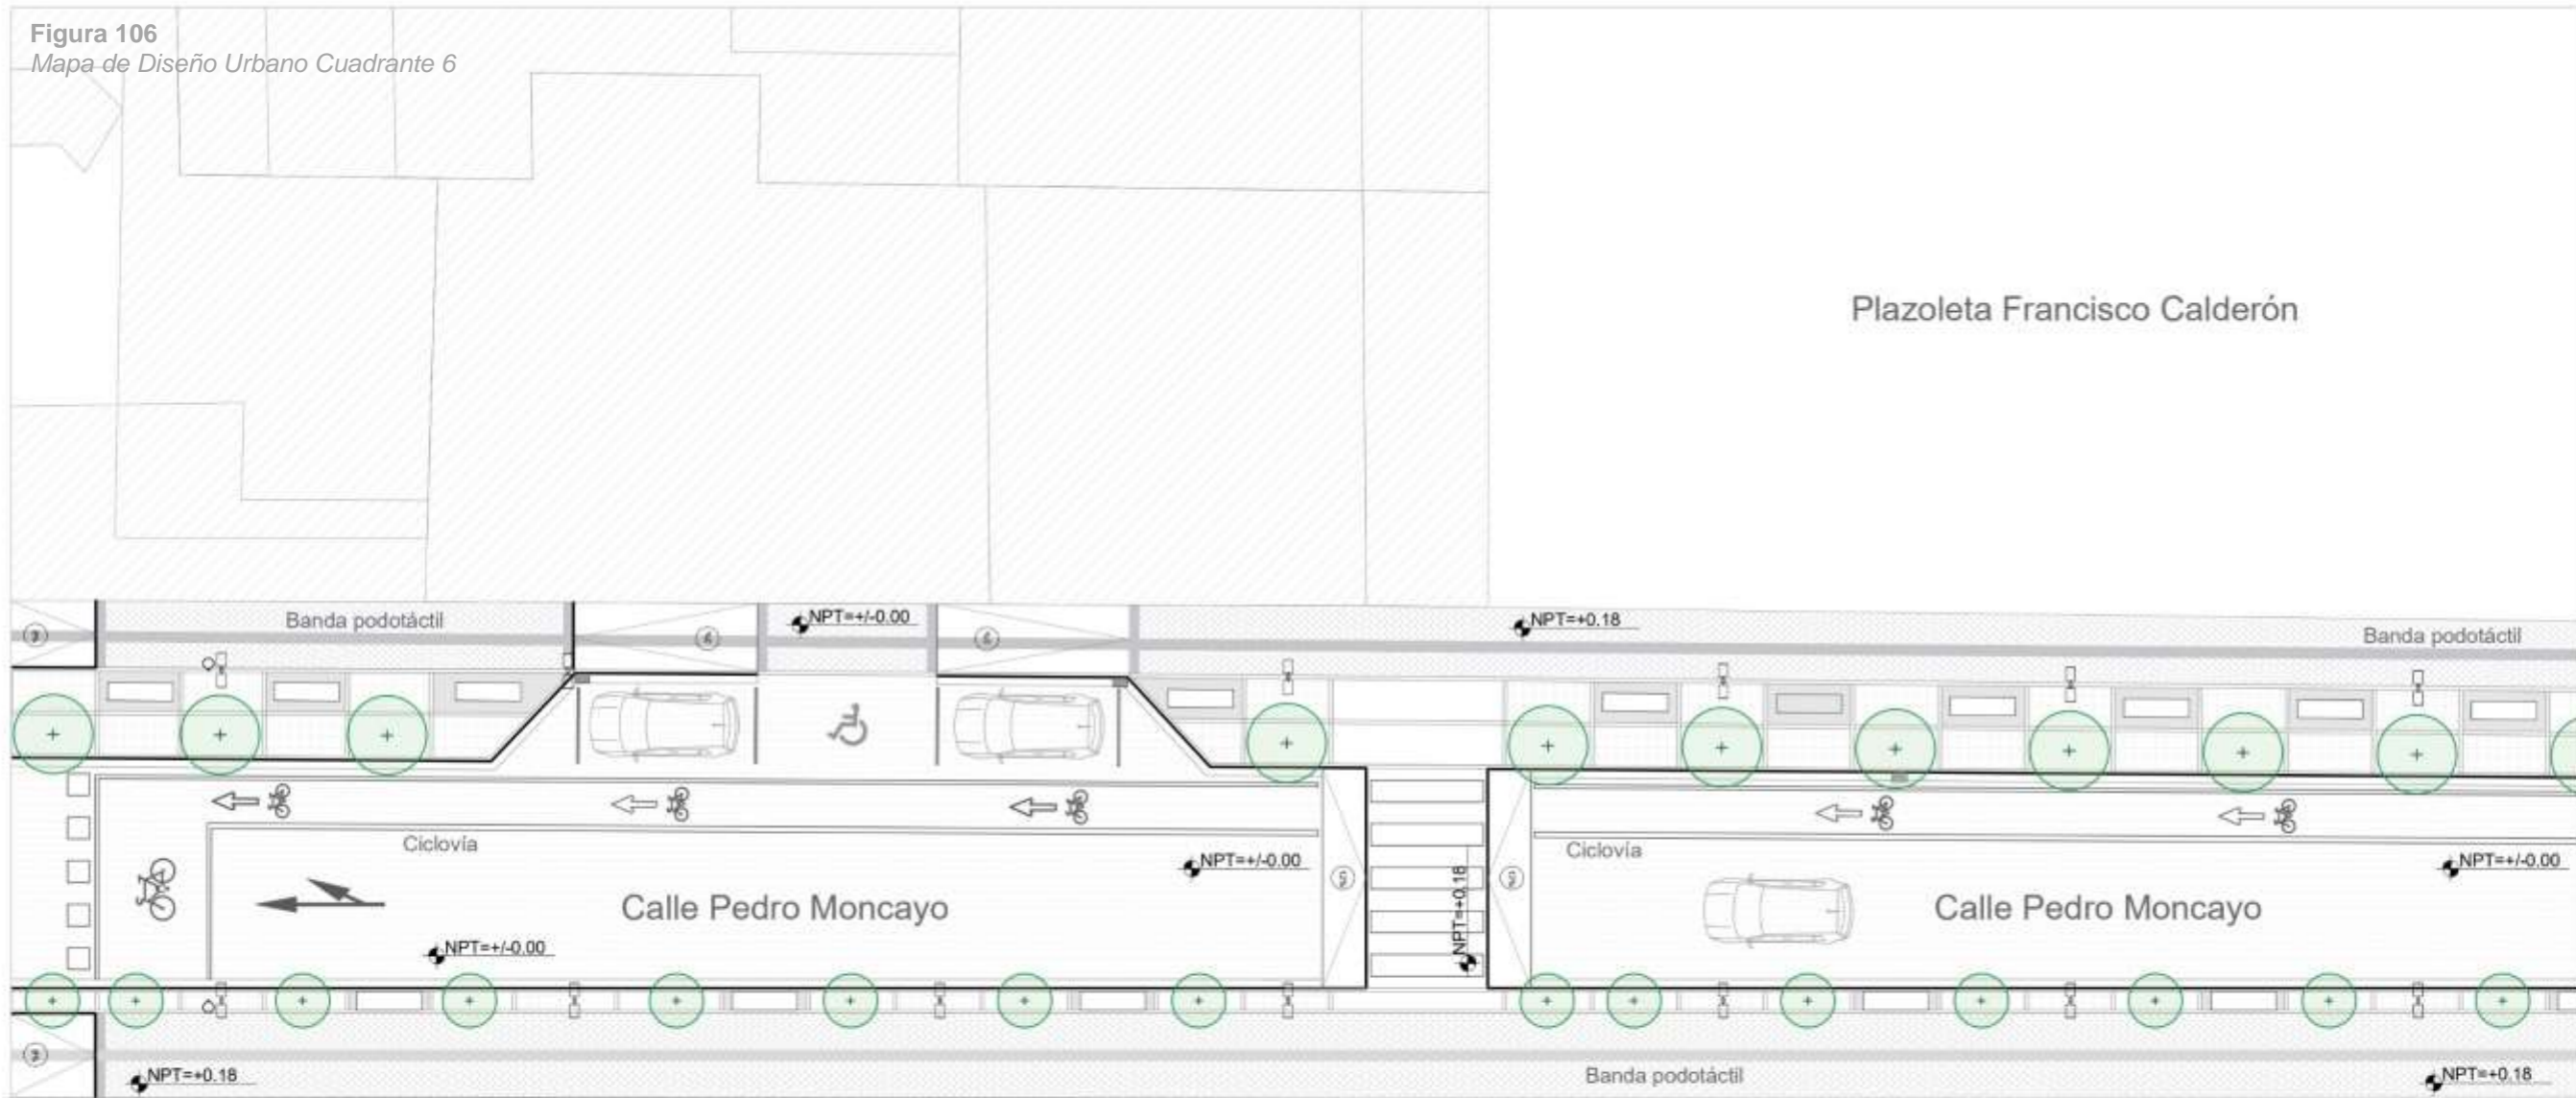 Figura 106
Mapa de Diseño Urbano Cuadrante 6
Plazoleta Francisco Calderón
Banda podotáctil
NPT=+/-0.00
NPT=+0.18
Banda podotáctil
Ciclovía
NPT=+/-0.00
Ciclovía
NPT=+/-0.00
Calle Pedro Moncayo
NPT=+0.18
Calle Pedro Moncayo
NPT=+/-0.00
NPT=+0.18
Banda podotáctil
NPT=+0.18